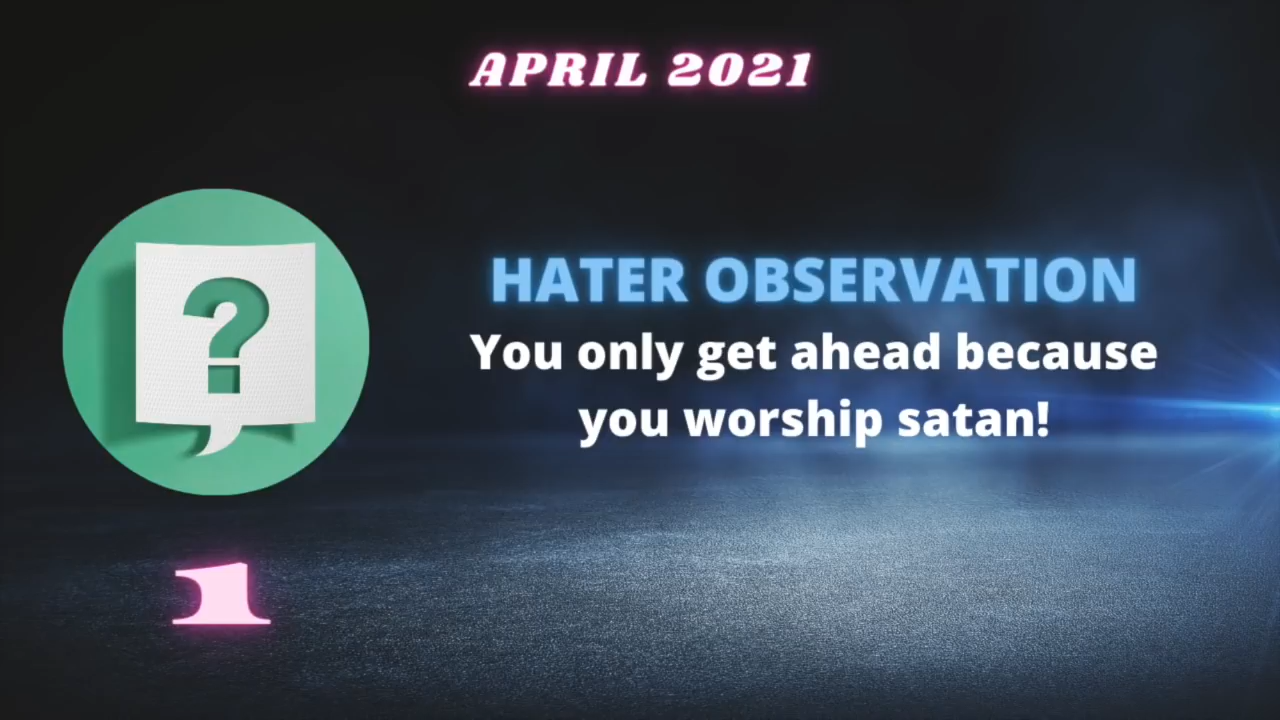 APRIL 2021
?
HATER OBSERVATION
You only get ahead because
you worship satan!
1